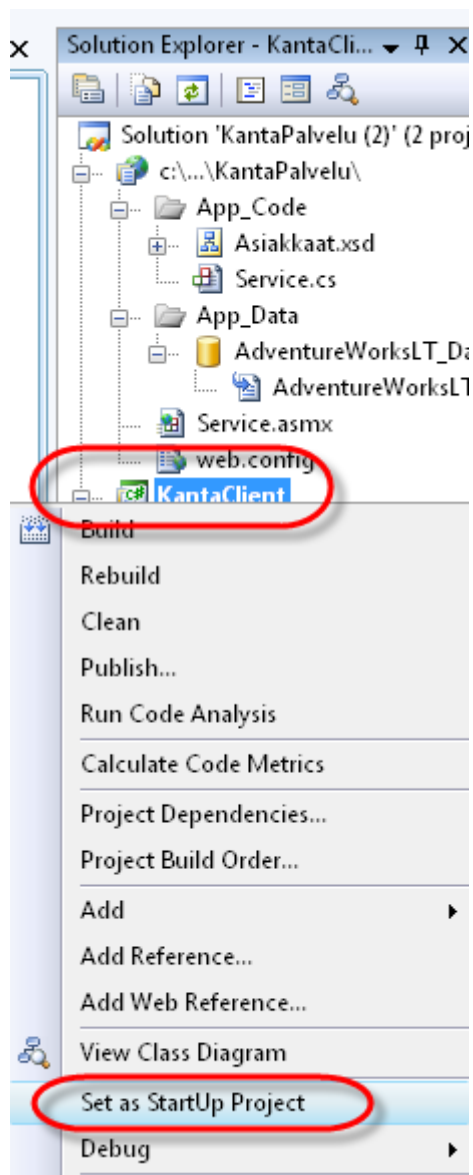 Solution Explorer - KantaCli...
Solution 'KantaPalvelu (2)' (2 proj
c:\...\KantaPalvelu\
App_Code
Asiakkaat.xsd
Service.cs
App_Data
AdventureWorksLT_Da
AdventureWorksLT
Service.asmx
web.config
KantaClient
Build
Rebuild
Clean
Publish...
Run Code Analysis
Calculate Code Metrics
Project Dependencies...
Project Build Order...
Add
Add Reference...
Add Web Reference...
View Class Diagram
Set as StartUp Project
Debug